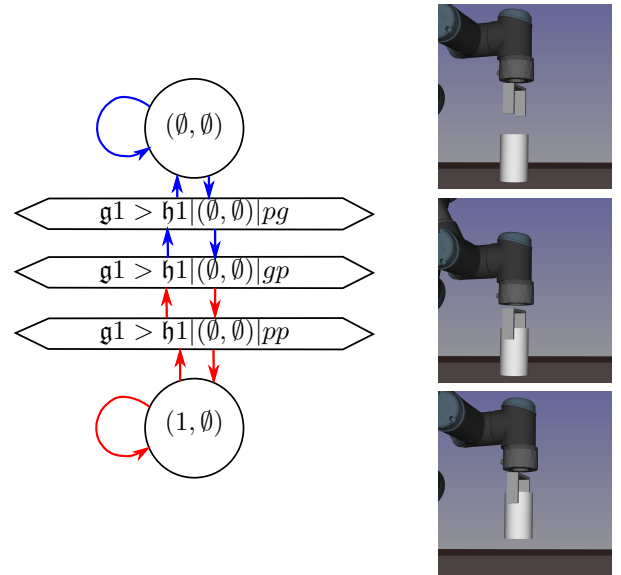 (∅, ∅)
𝔤1 > 𝔥1|(∅, ∅)|pg
𝔤1 > 𝔥1|(∅, ∅)|gp
𝔤1 > 𝔥1|(∅, ∅)|pp
(1, ∅)